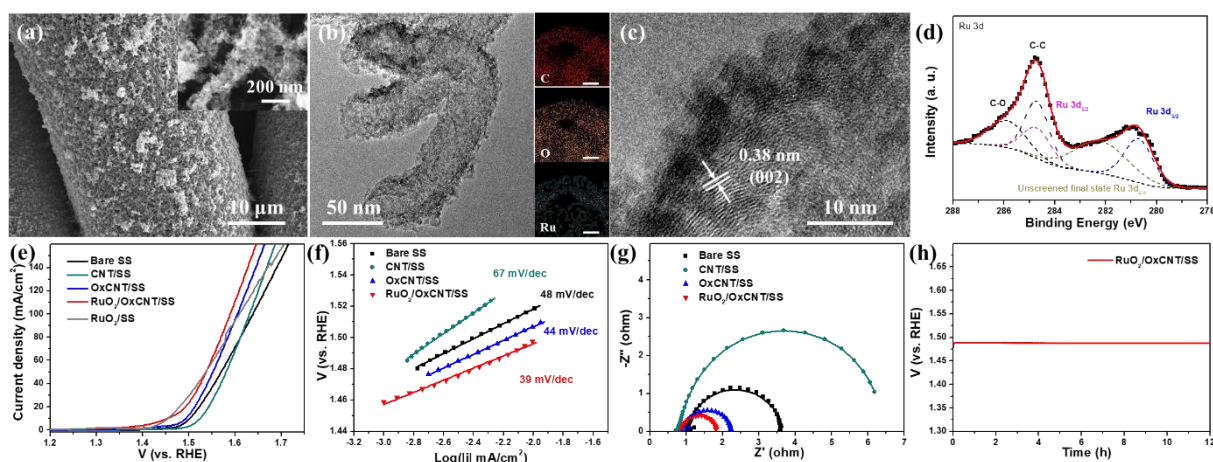 (a)
200 nm
10 µm
(b)
50 nm
C
O
Ru
(c)
0.38 nm
(002)
10 nm
(d)
Ru 3d
C-C
C-O
Ru 3d3/2
Ru 3d5/2
Unscreened final state Ru 3d5/2
Intensity (a. u.)
288 286 284 282 280 278
Binding Energy (eV)
(e)
Bare SS
CNT/SS
OxCNT/SS
RuO2/OxCNT/SS
RuO2/SS
Current density (mA/cm2)
140
120
100
80
60
40
20
0
1.2 1.3 1.4 1.5 1.6 1.7
V (vs. RHE)
(f)
Bare SS
CNT/SS
OxCNT/SS
RuO2/OxCNT/SS
67 mV/dec
48 mV/dec
44 mV/dec
39 mV/dec
V (vs. RHE)
1.56
1.54
1.52
1.50
1.48
1.46
1.44
-3.0 -2.8 -2.6 -2.4 -2.2 -2.0 -1.8 -1.6
Log(|j| mA/cm2)
(g)
Bare SS
CNT/SS
OxCNT/SS
RuO2/OxCNT/SS
-Z'' (ohm)
4
3
2
1
0
0 1 2 3 4 5 6 7
Z' (ohm)
(h)
RuO2/OxCNT/SS
V (vs. RHE)
1.65
1.60
1.55
1.50
1.45
1.40
1.35
1.30
0 2 4 6 8 10 12
Time (h)